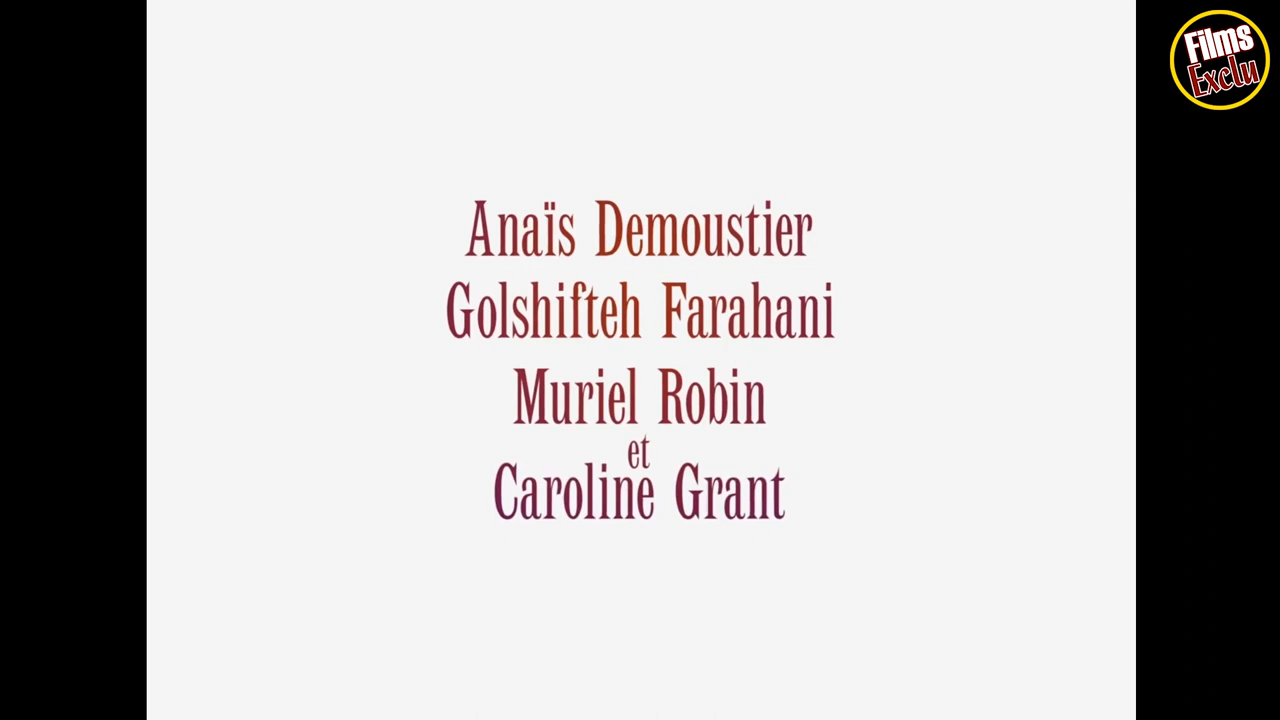 Films
Exclu
Anaïs Demoustier
Golshifteh Farahani
Muriel Robin
et
Caroline Grant